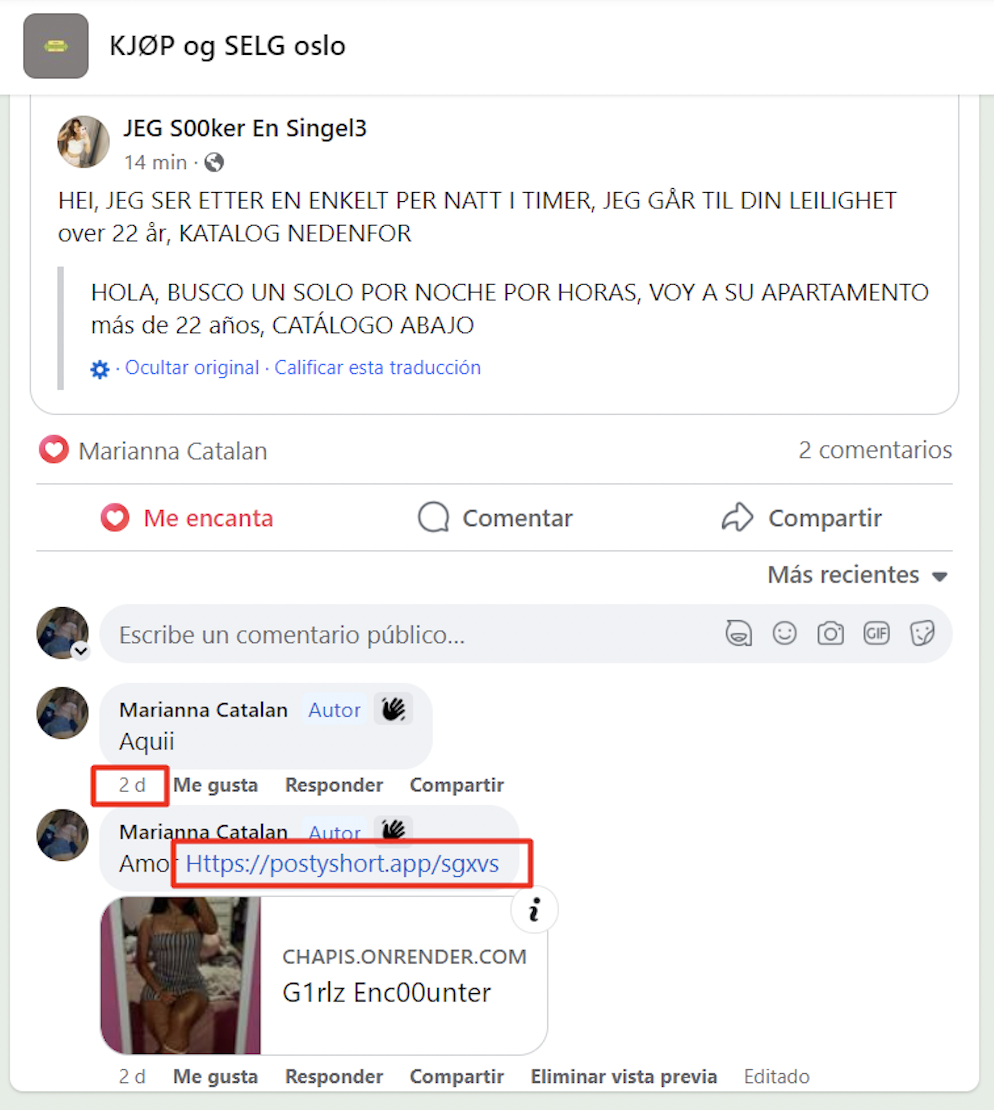 KJØP og SELG oslo
JEG S00ker En Singel3
14 min ·
HEI, JEG SER ETTER EN ENKELT PER NATT I TIMER, JEG GÅR TIL DIN LEILIGHET
over 22 år, KATALOG NEDENFOR
HOLA, BUSCO UN SOLO POR NOCHE POR HORAS, VOY A SU APARTAMENTO
más de 22 años, CATÁLOGO ABAJO
· Ocultar original · Calificar esta traducción
Marianna Catalan 2 comentarios
Me encanta Comentar Compartir
Más recientes
Escribe un comentario público... GIF
Marianna Catalan Autor
Aquii
2 d Me gusta Responder Compartir
Marianna Catalan Autor
Amor Https://postyshort.app/sgxvs
CHAPIS.ONRENDER.COM
G1rlz Enc00unter
2 d Me gusta Responder Compartir Eliminar vista previa Editado